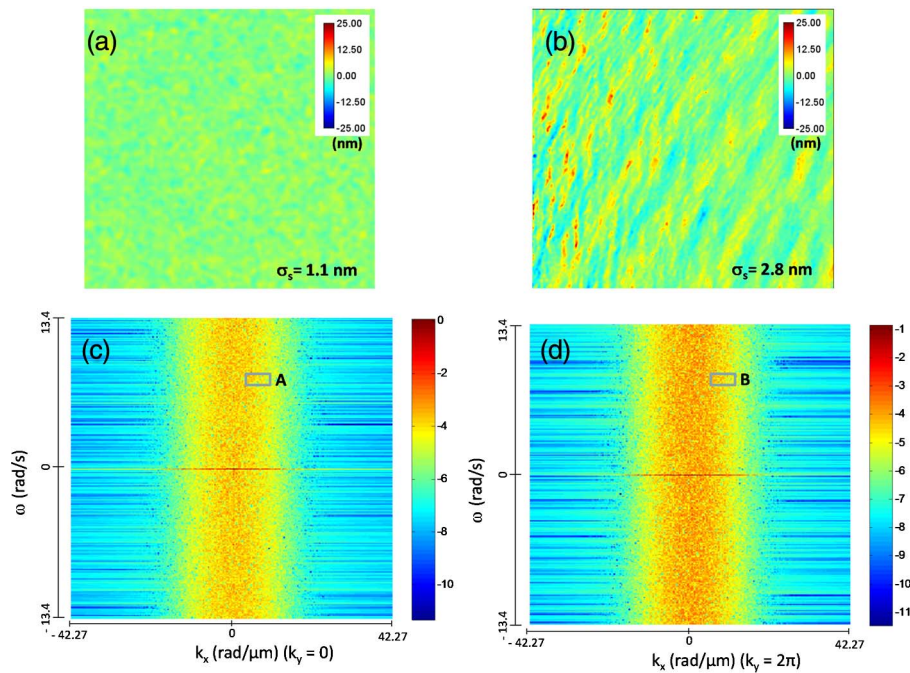 (a)
25.00
12.50
0.00
-12.50
-25.00
(nm)
σs= 1.1 nm
(b)
25.00
12.50
0.00
-12.50
-25.00
(nm)
σs= 2.8 nm
(c)
13.4
0
13.4
ω (rad/s)
A
0
-2
-4
-6
-8
-10
' - 42.27
0
42.27
kx (rad/µm) (ky = 0)
(d)
13.4
0
13.4
ω (rad/s)
B
-1
-2
-3
-4
-5
-6
-7
-8
-9
-10
-11
' - 42.27
0
42.27
kx (rad/µm) (ky = 2π)